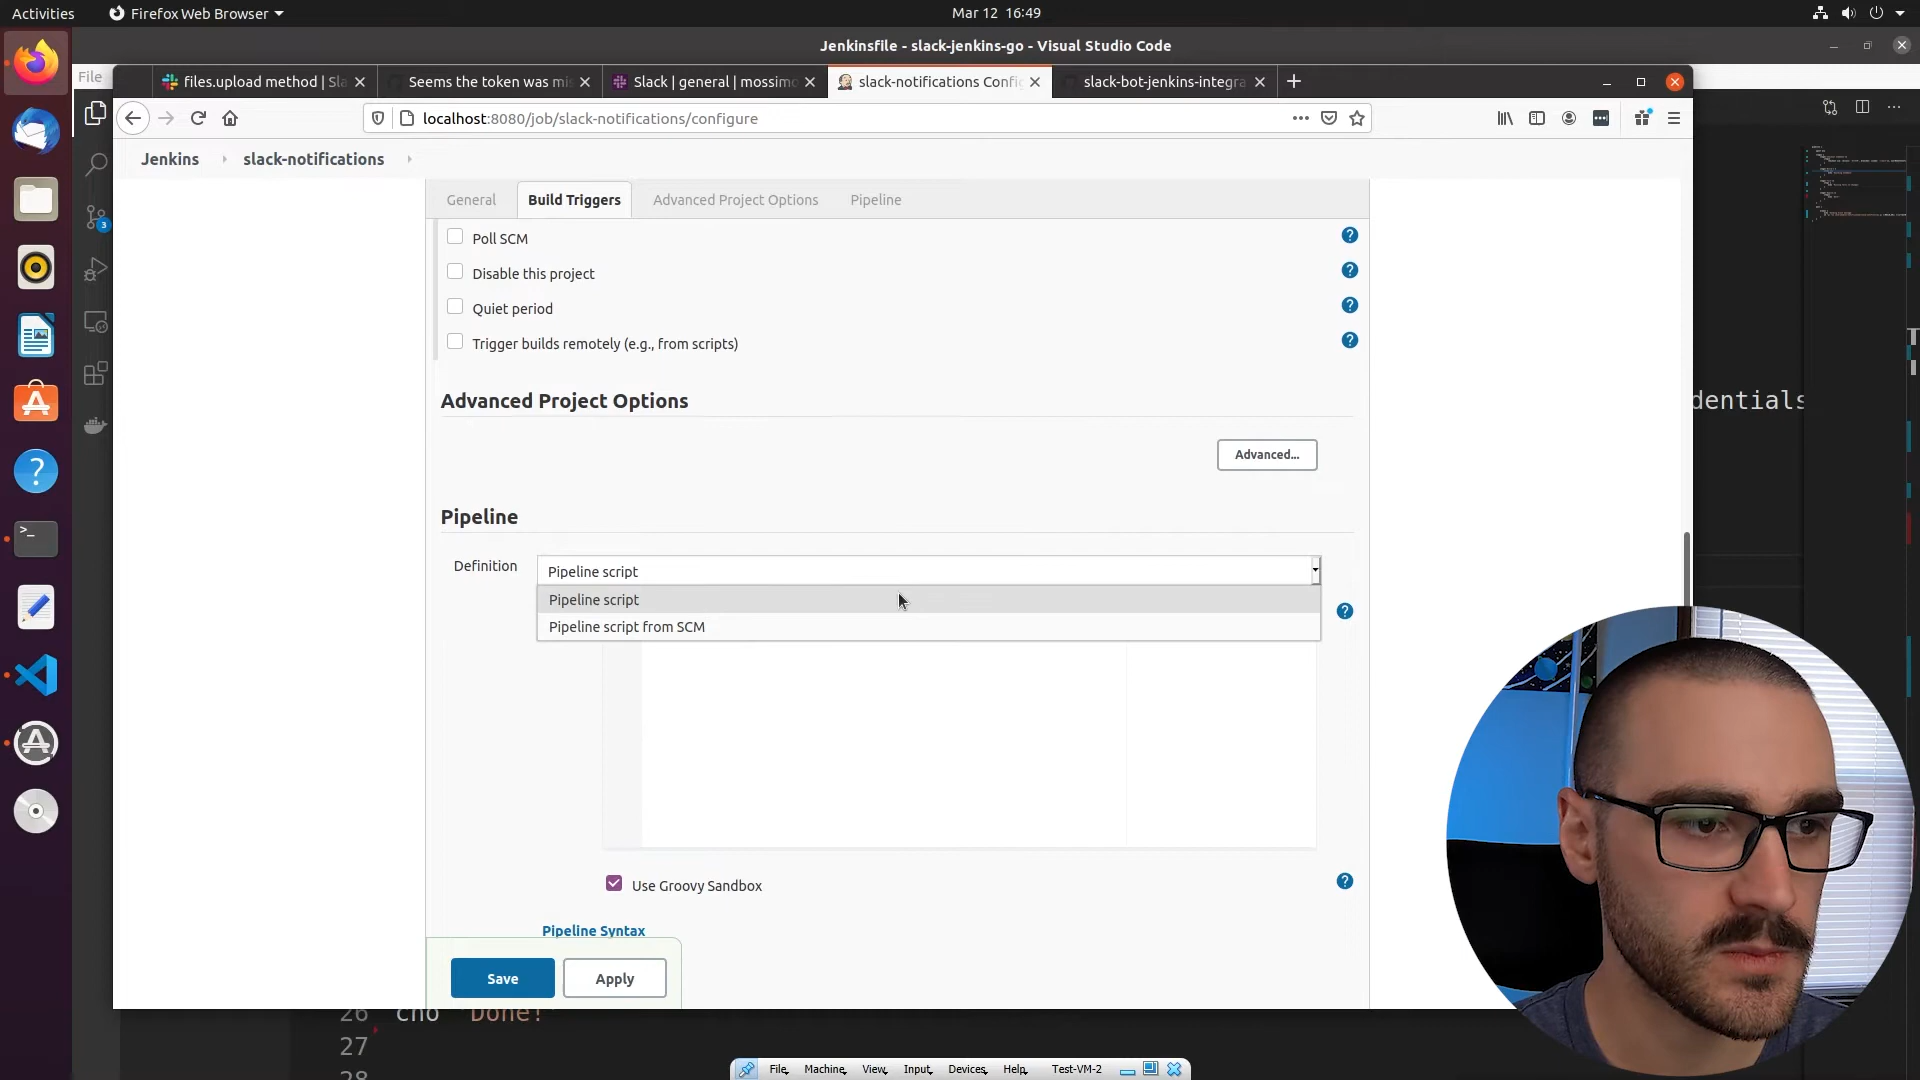 Activities
Firefox Web Browser
Mar 12 16:49
Jenkinsfile - slack-jenkins-go - Visual Studio Code
File
files.upload method | Sla
Seems the token was mi
Slack | general | mossimo
slack-notifications Confi
slack-bot-jenkins-integra
localhost:8080/job/slack-notifications/configure
Jenkins
slack-notifications
General
Build Triggers
Advanced Project Options
Pipeline
Poll SCM
Disable this project
Quiet period
Trigger builds remotely (e.g., from scripts)
Advanced Project Options
Advanced...
dentials
Pipeline
Definition
Pipeline script
Pipeline script
Pipeline script from SCM
Use Groovy Sandbox
Pipeline Syntax
Save
Apply
3
26 cho "Done!"
27
28
File
Machine
View
Input
Devices
Help
Test-VM-2